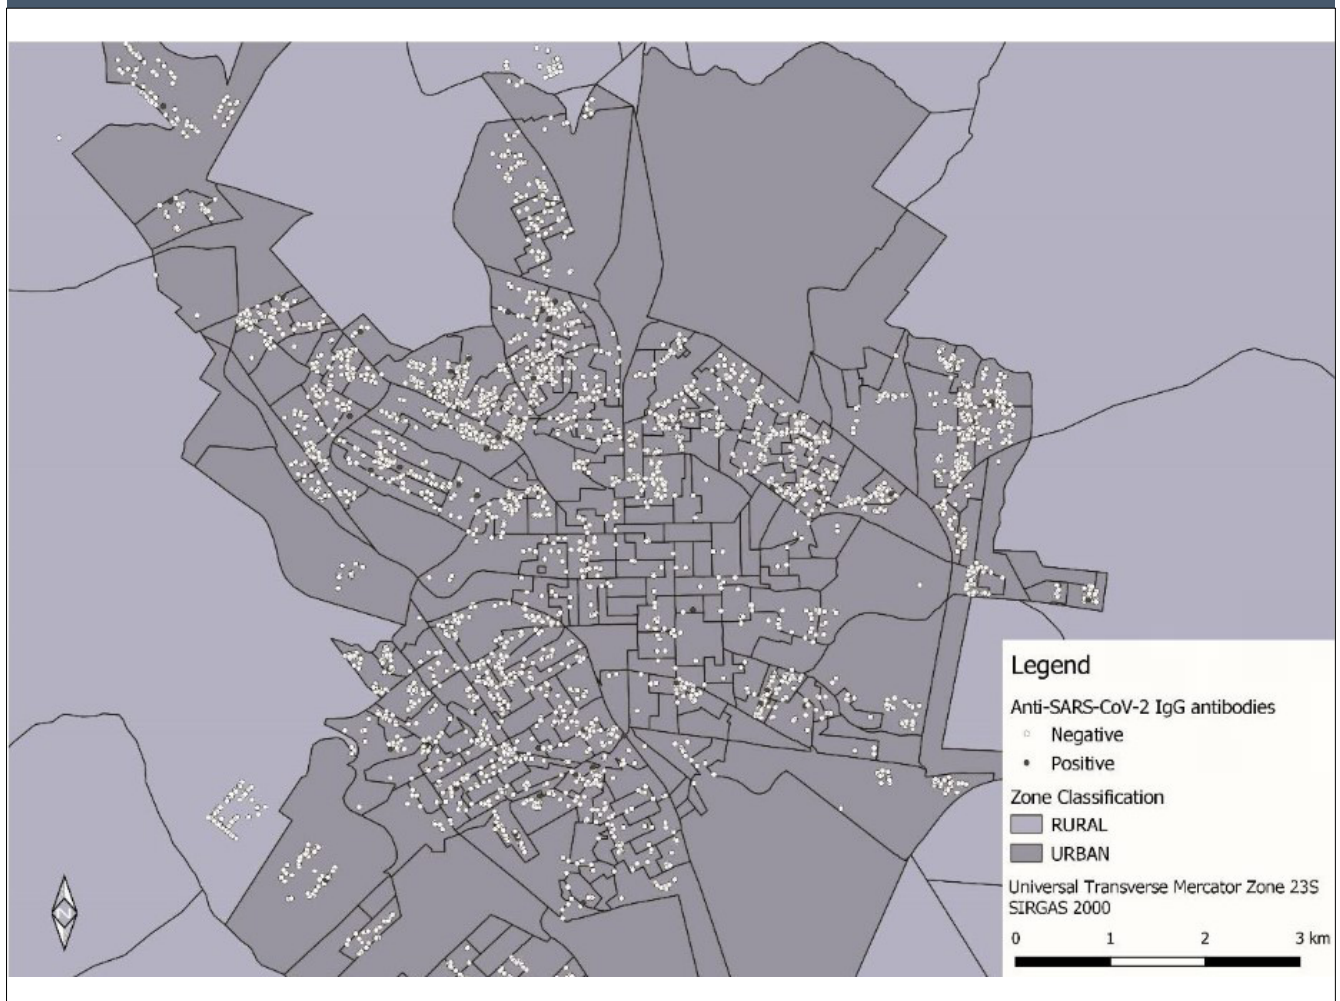 Legend
Anti-SARS-CoV-2 IgG antibodies
Negative
Positive
Zone Classification
RURAL
URBAN
Universal Transverse Mercator Zone 23S
SIRGAS 2000
0 1 2 3 km
N